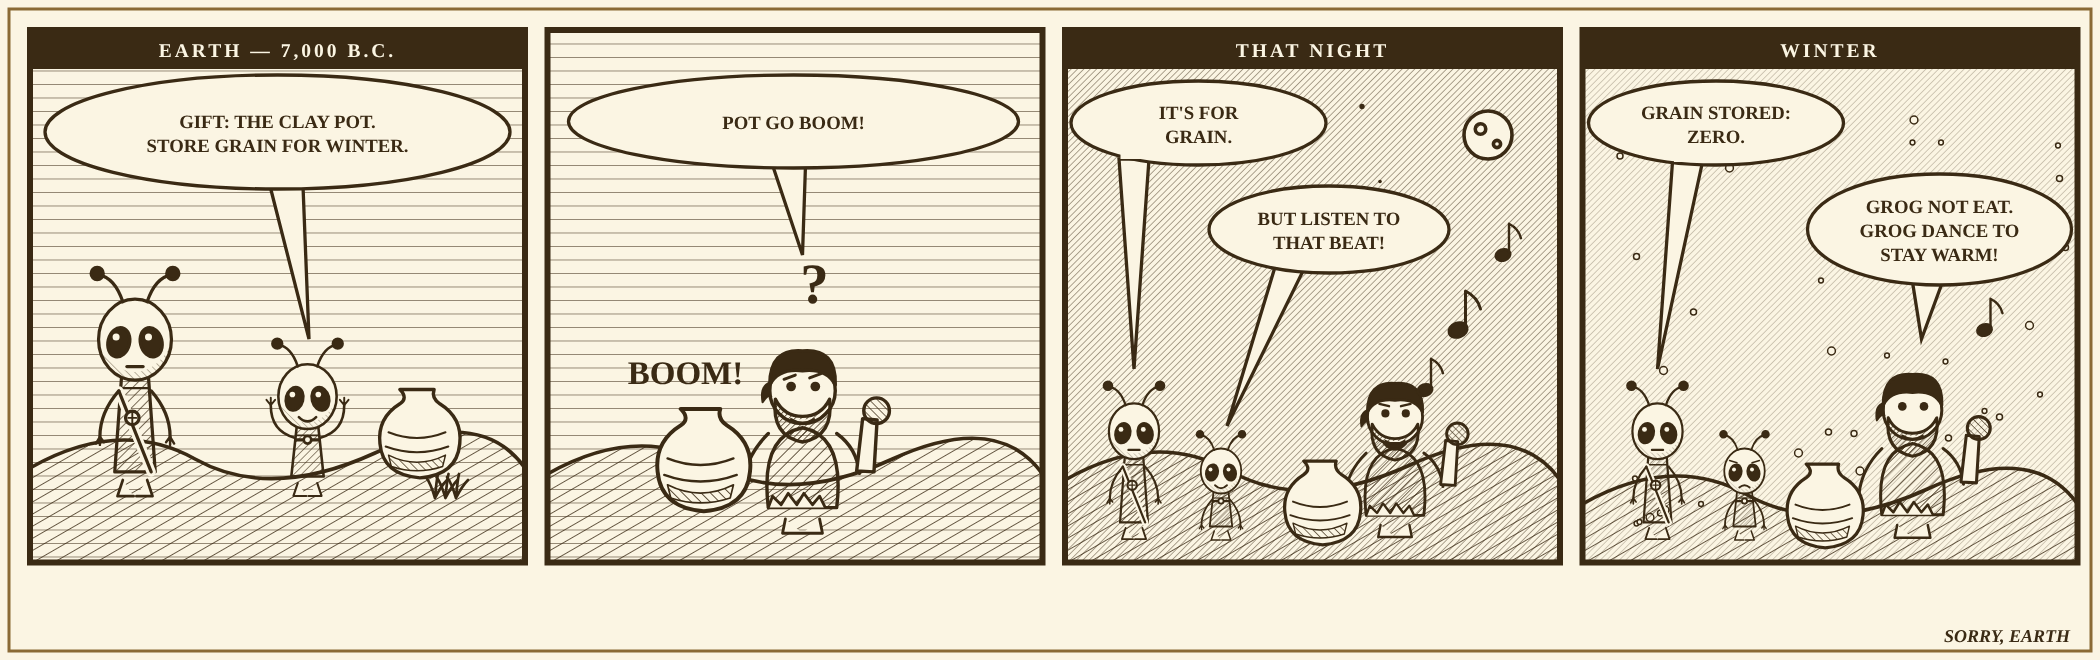 EARTH — 7,000 B.C.
GIFT: THE CLAY POT.
STORE GRAIN FOR WINTER.
POT GO BOOM!
?
BOOM!
THAT NIGHT
IT'S FOR
GRAIN.
BUT LISTEN TO
THAT BEAT!
WINTER
GRAIN STORED:
ZERO.
GROG NOT EAT.
GROG DANCE TO
STAY WARM!
SORRY, EARTH